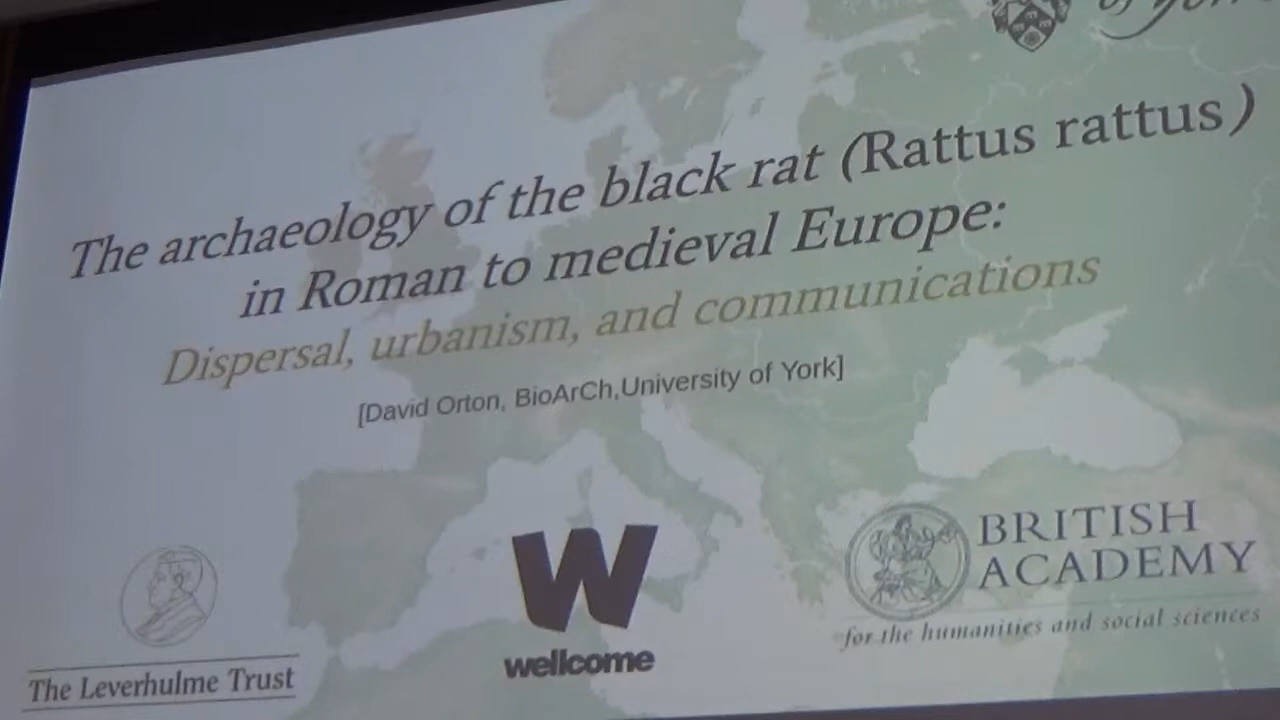 The archaeology of the black rat (Rattus rattus)
in Roman to medieval Europe:
Dispersal, urbanism, and communications
[David Orton, BioArCh,University of York]
BRITISH
ACADEMY
for the humanities and social sciences
W
wellcome
The Leverhulme Trust